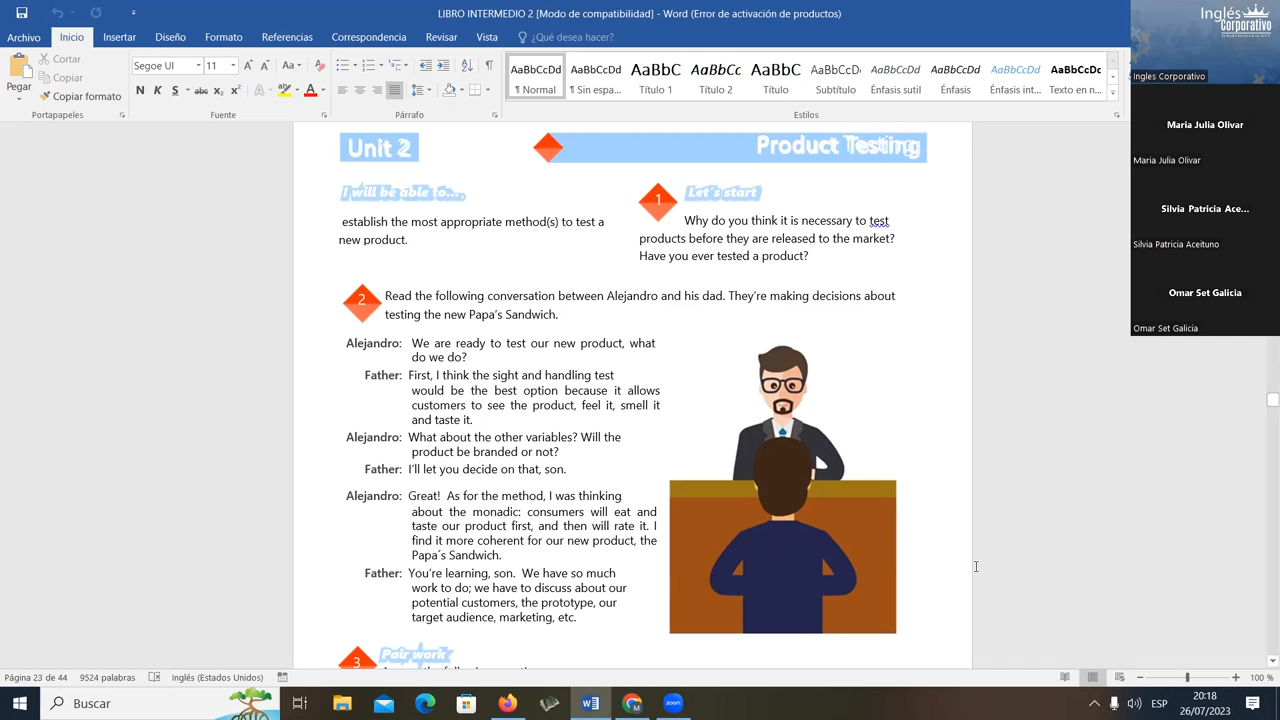 LIBRO INTERMEDIO 2 [Modo de compatibilidad] - Word (Error de activación de productos)
Archivo Inicio Insertar Diseño Formato Referencias Correspondencia Revisar Vista ¿Qué desea hacer?
Pegar
Cortar
Copiar
Copiar formato
Portapapeles
Segoe UI 11
N K S abc x₂ x²
Fuente
Párrafo
AaBbCcDd AaBbCcDd AaBbC AaBbCc AaBbC AaBbCcD AaBbCcDd AaBbCcDd AaBbCcDd AaBbCcDc
¶ Normal ¶ Sin espa... Título 1 Título 2 Título Subtítulo Énfasis sutil Énfasis Énfasis int... Texto en n...
Estilos
Inglés
Corporativo
Ingles Corporativo
Maria Julia Olivar
Maria Julia Olivar
Silvia Patricia Ace...
Silvia Patricia Aceituno
Omar Set Galicia
Omar Set Galicia
Unit 2
Product Testing
I will be able to...,
establish the most appropriate method(s) to test a
new product.
1
Let´s start
Why do you think it is necessary to test
products before they are released to the market?
Have you ever tested a product?
2
Read the following conversation between Alejandro and his dad. They're making decisions about
testing the new Papa's Sandwich.
Alejandro: We are ready to test our new product, what
do we do?
Father: First, I think the sight and handling test
would be the best option because it allows
customers to see the product, feel it, smell it
and taste it.
Alejandro: What about the other variables? Will the
product be branded or not?
Father: I'll let you decide on that, son.
Alejandro: Great! As for the method, I was thinking
about the monadic: consumers will eat and
taste our product first, and then will rate it. I
find it more coherent for our new product, the
Papa´s Sandwich.
Father: You're learning, son. We have so much
work to do; we have to discuss about our
potential customers, the prototype, our
target audience, marketing, etc.
3
Pair work
Página 23 de 44 9524 palabras Inglés (Estados Unidos) 100 %
Buscar
ESP
20:18
26/07/2023